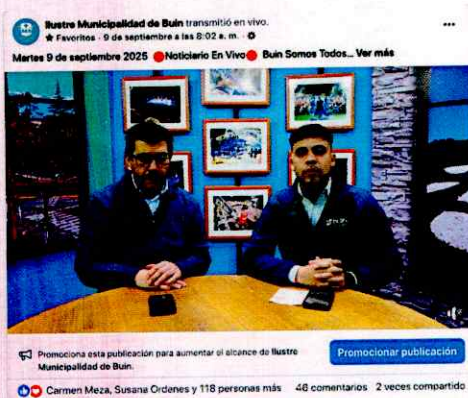 Ilustre Municipalidad de Buin transmitió en vivo.
Favoritos · 9 de septiembre a las 8:02 a. m. ·
Martes 9 de septiembre 2025 🔴Noticiario En Vivo🔴 Buin Somos Todos... Ver más
Promociona esta publicación para aumentar el alcance de Ilustre
Municipalidad de Buin.
Promocionar publicación
Carmen Meza, Susana Ordenes y 118 personas más 46 comentarios 2 veces compartido